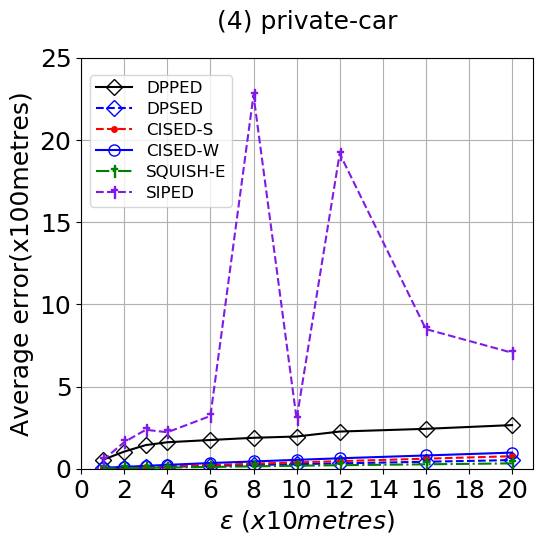 (4) private-car
Average error(x100metres)
25
20
15
10
5
0
DPPED
DPSED
CISED-S
CISED-W
SQUISH-E
SIPED
0 2 4 6 8 10 12 14 16 18 20
ε (x10metres)